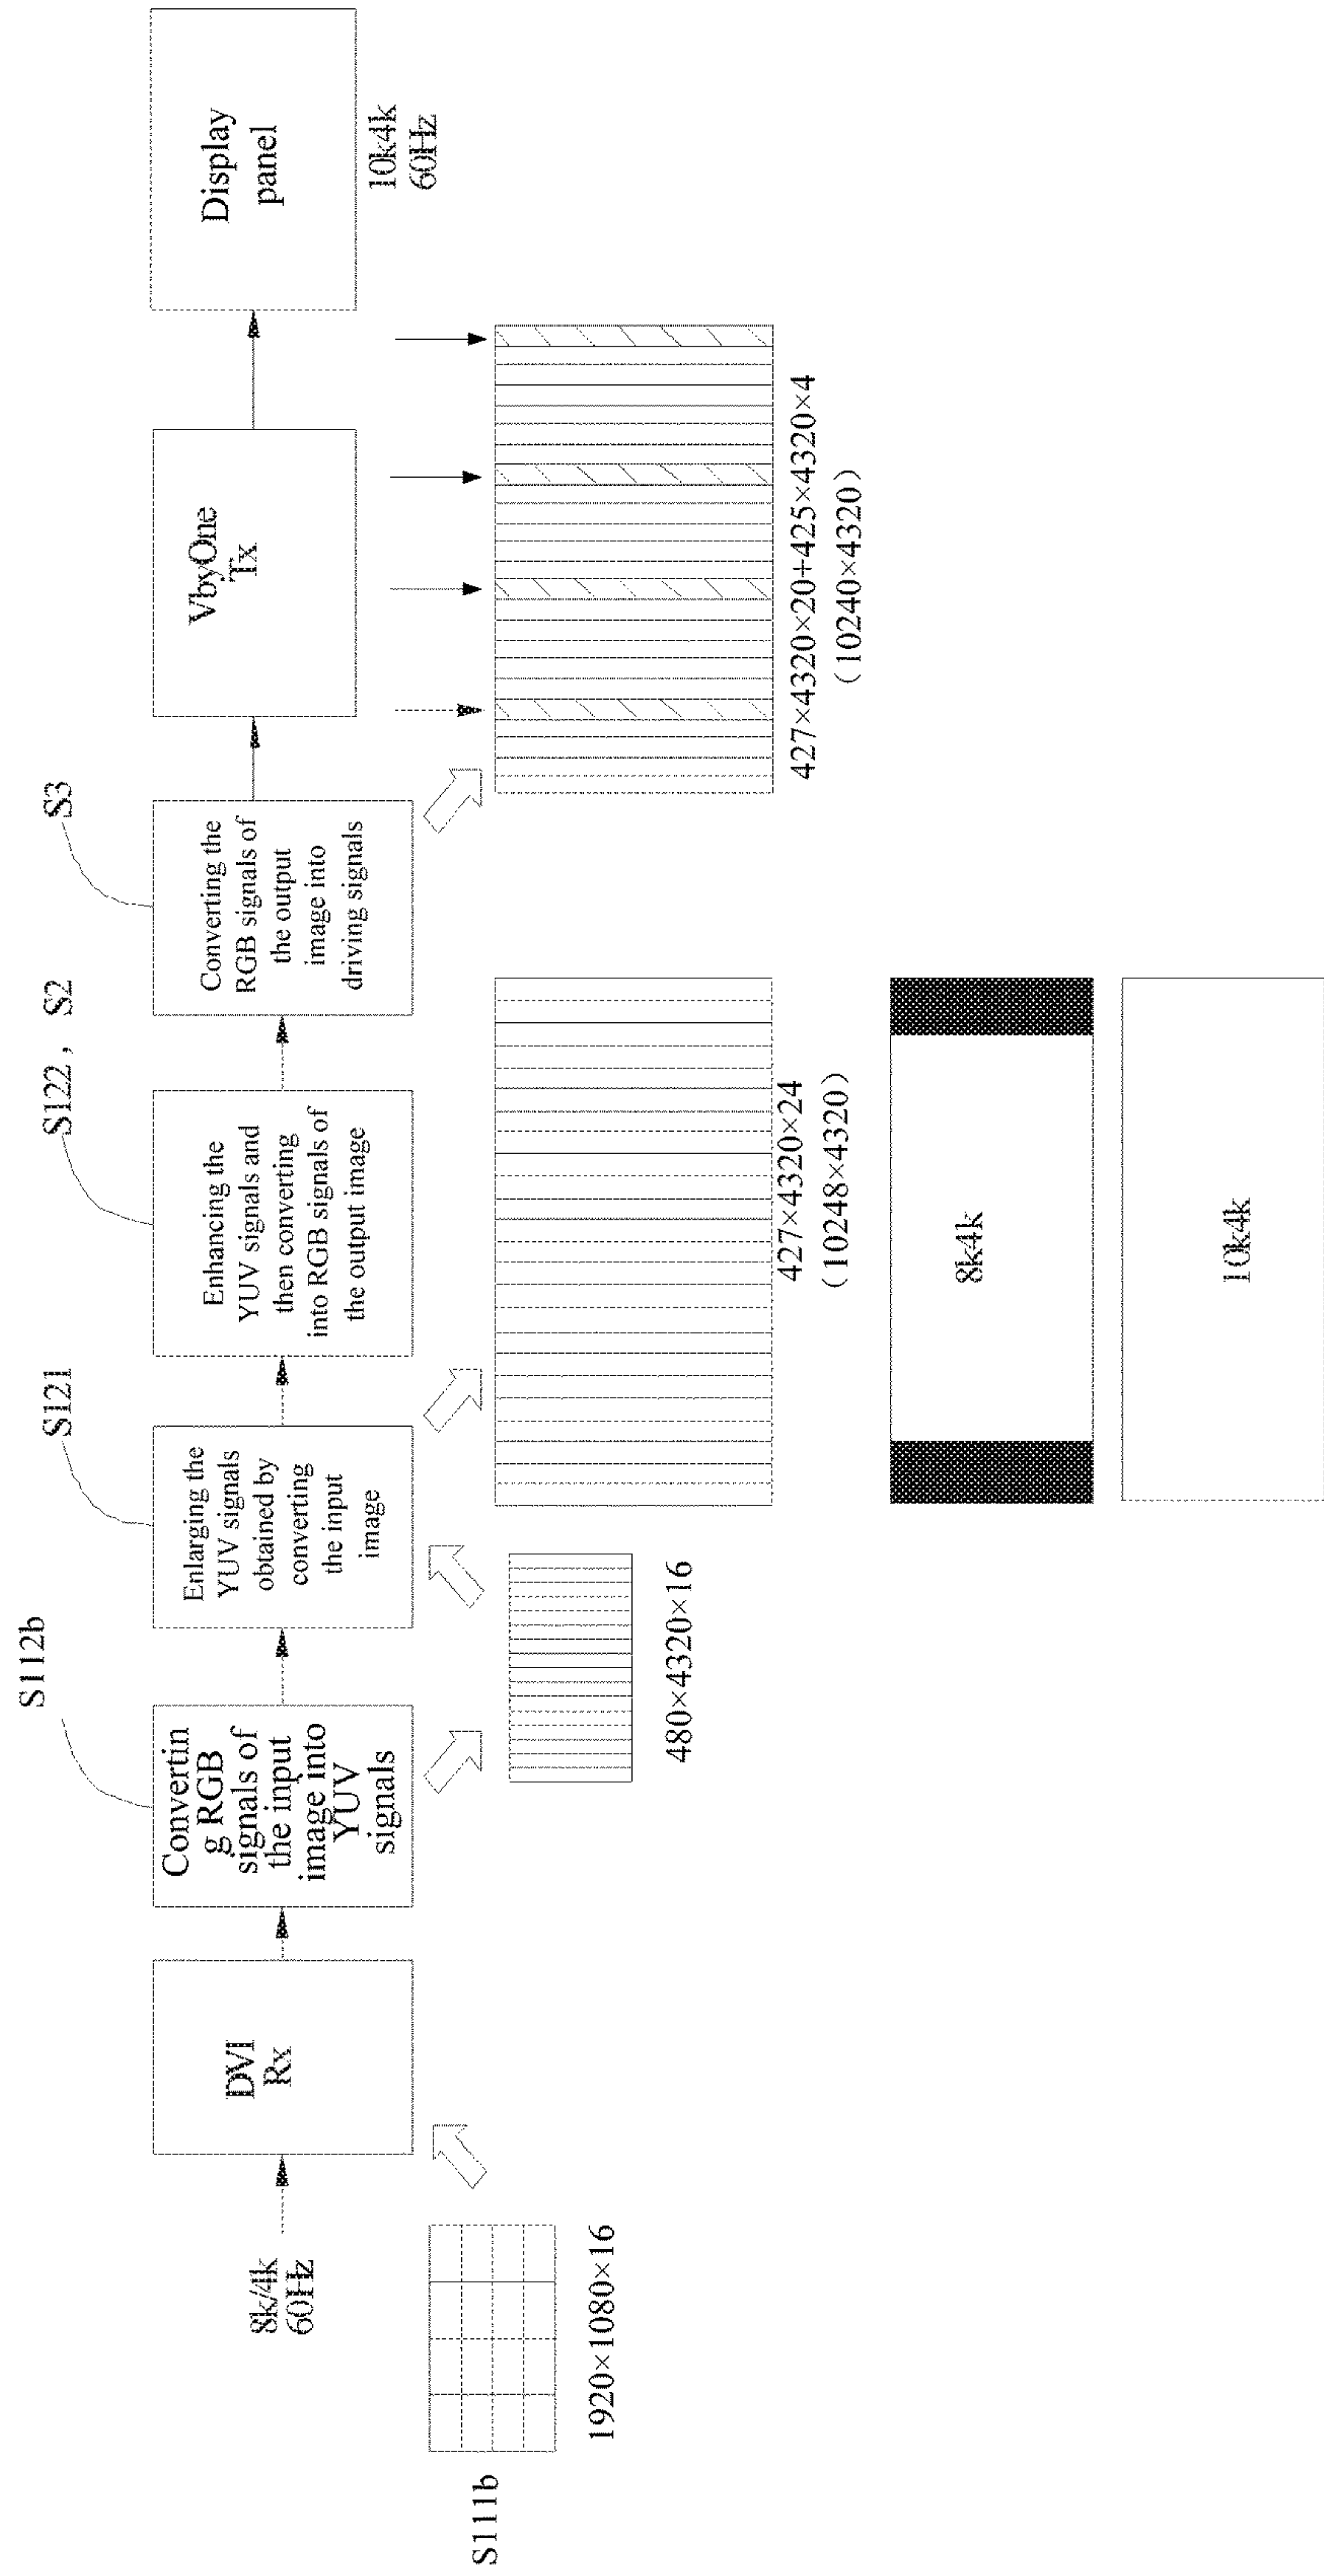 S111b
1920×1080×16
8k/4k
60Hz
DVI
Rx
S112b
Convertin
g RGB
signals of
the input
image into
YUV
signals
480×4320×16
S121
Enlarging the
YUV signals
obtained by
converting
the input
image
S122, S2
Enhancing the
YUV signals and
then converting
into RGB signals of
the output image
427×4320×24
(10248×4320)
8k4k
10k4k
S3
Converting the
RGB signals of
the output
image into
driving signals
VbyOne
Tx
427×4320×20+425×4320×4
(10240×4320)
Display
panel
10k4k
60Hz